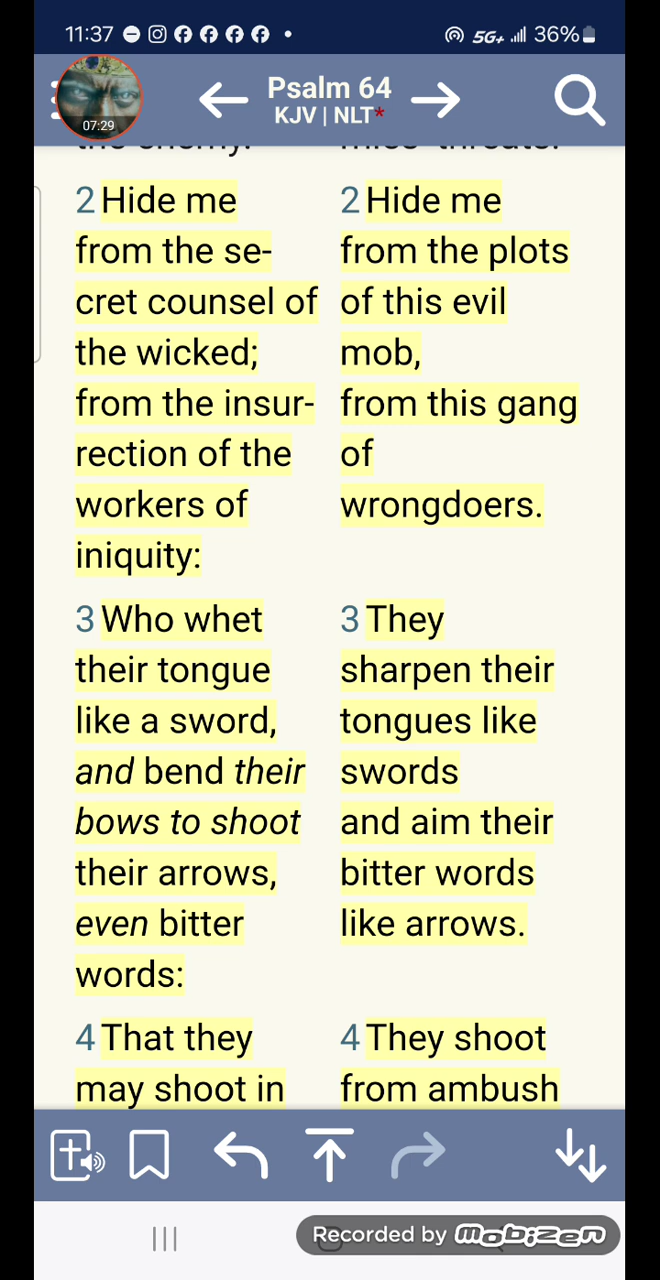 11:37
5G+ 36%
Psalm 64
KJV | NLT*
07:29
the enemy.
mies' threats.
2 Hide me
from the se-
cret counsel of
the wicked;
from the insur-
rection of the
workers of
iniquity:
2 Hide me
from the plots
of this evil
mob,
from this gang
of
wrongdoers.
3 Who whet
their tongue
like a sword,
and bend their
bows to shoot
their arrows,
even bitter
words:
3 They
sharpen their
tongues like
swords
and aim their
bitter words
like arrows.
4 That they
may shoot in
4 They shoot
from ambush
Recorded by Mobizen